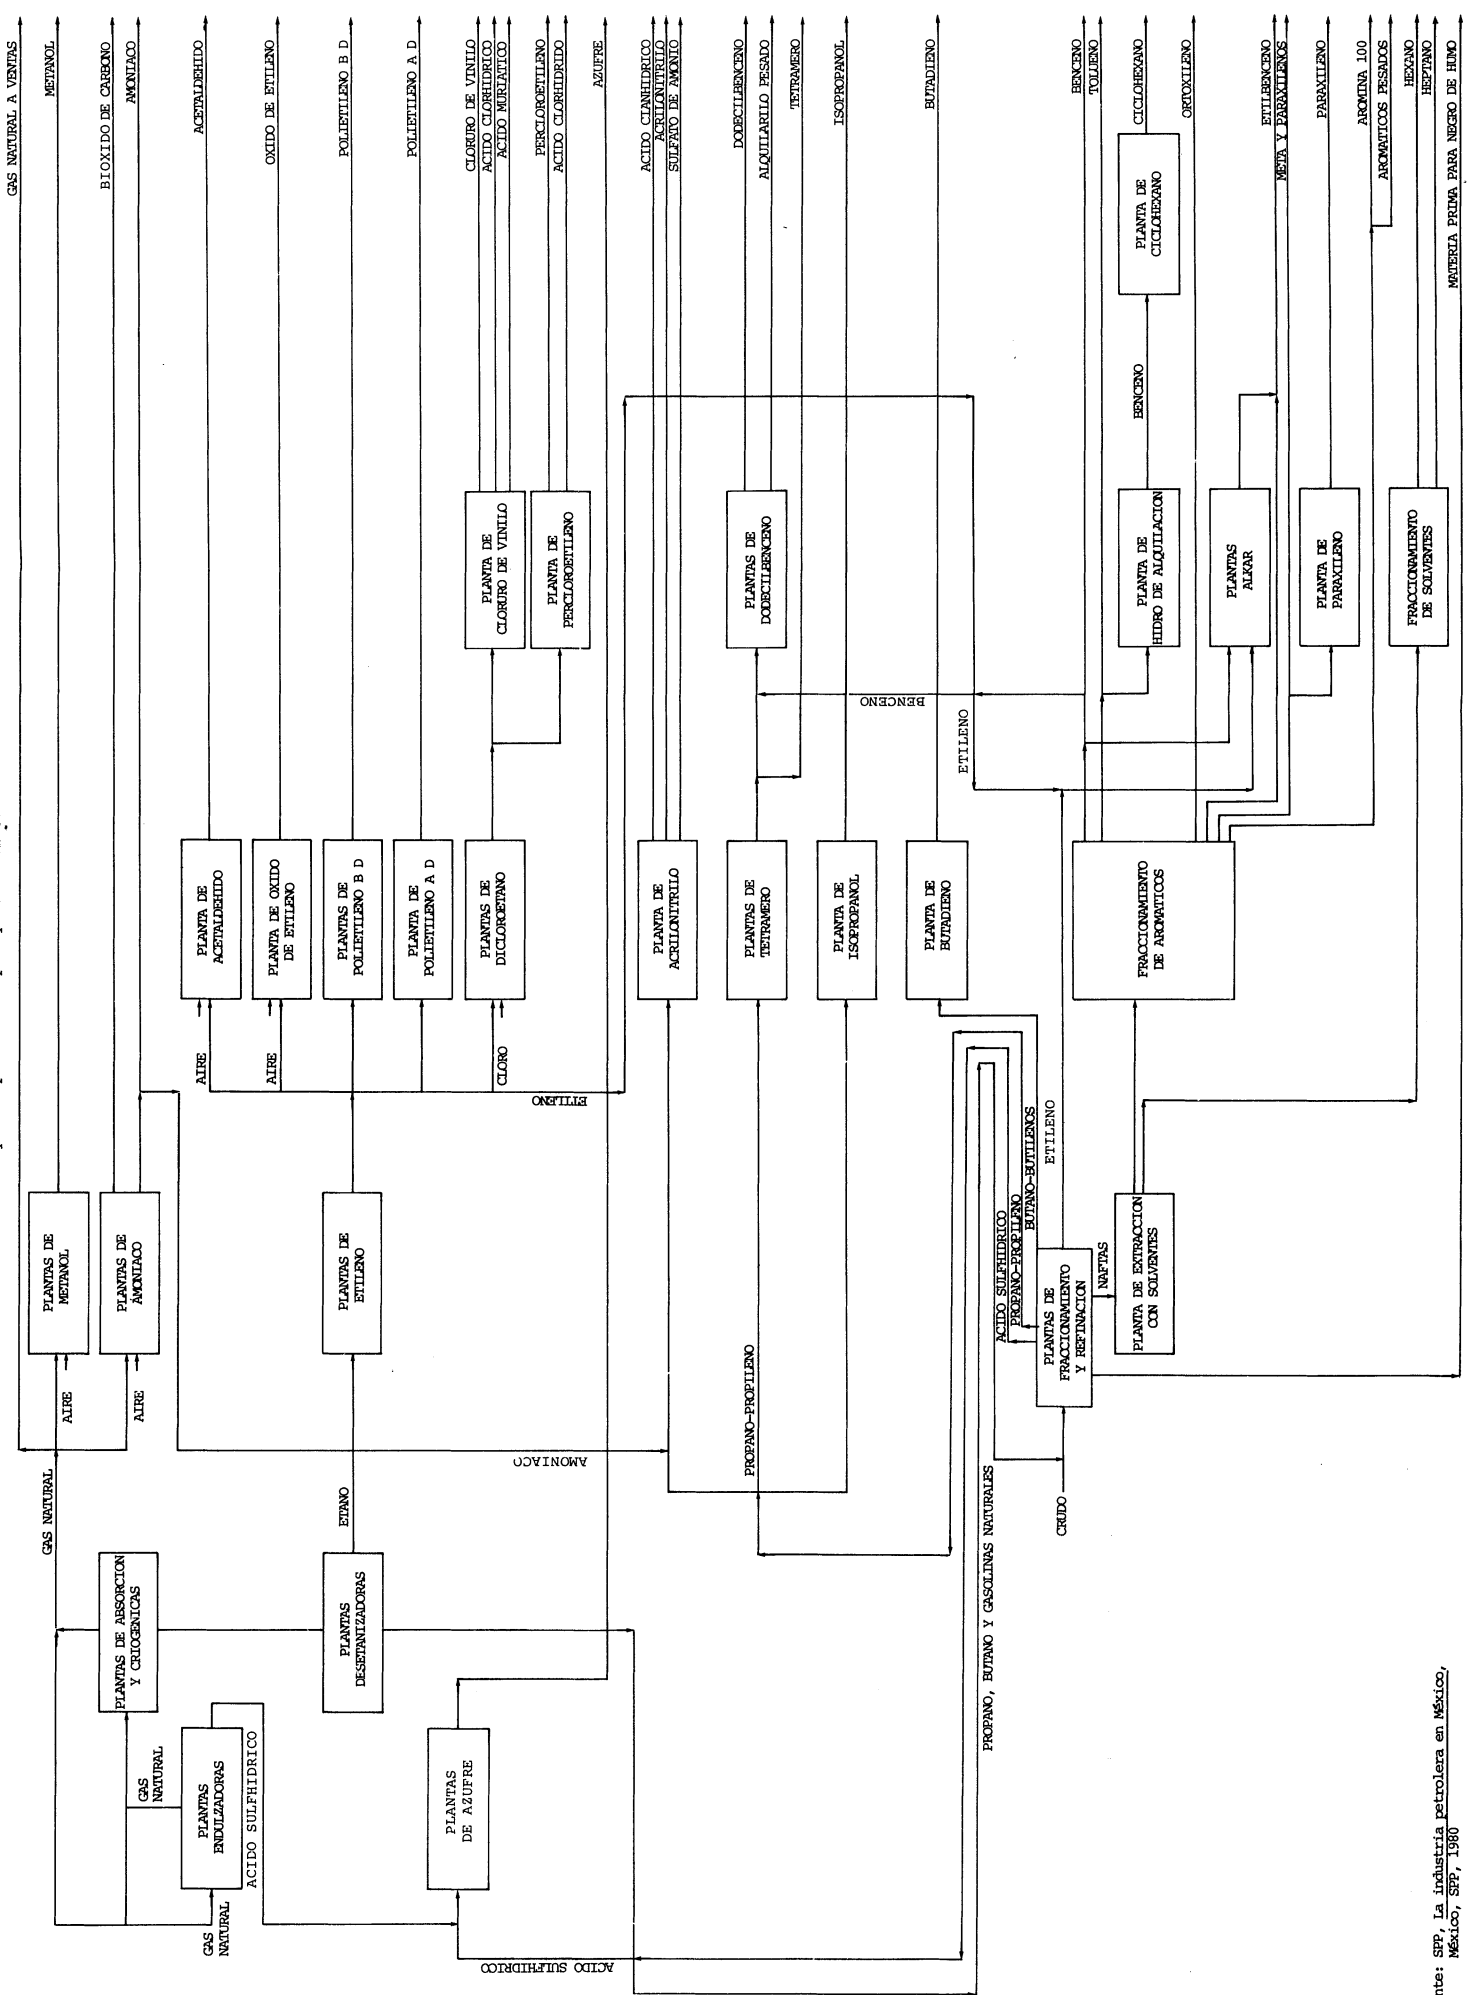 GAS NATURAL A VENTAS
METANOL
BIOXIDO DE CARBONO
AMONIACO
ACETALDEHIDO
OXIDO DE ETILENO
POLIETILENO B D
POLIETILENO A D
CLORURO DE VINILO
ACIDO CLORHIDRICO
ACIDO MURIATICO
PERCLOROETILENO
ACIDO CLORHIDRIDO
AZUFRE
ACIDO CIANHIDRICO
ACRILONITRILO
SULFATO DE AMONIO
DODECILBENCENO
ALQUILARILO PESADO
TETRAMERO
ISOPROPANOL
BUTADIENO
BENCENO
TOLUENO
CICLOHEXANO
ORTOXILENO
ETILBENCENO
META Y PARAXILENOS
PARAXILENO
AROMINA 100
AROMATICOS PESADOS
HEXANO
HEPTANO
MATERIA PRIMA PARA NEGRO DE HUMO
PLANTA DE
CICLOHEXANO
BENCENO
PLANTA DE
CLORURO DE VINILO
PLANTA DE
PERCLOROETILENO
PLANTAS DE
DODECILBENCENO
PLANTA DE
HIDRO DE ALQUILACION
PLANTAS
ALKAR
PLANTA DE
PARAXILENO
FRACCIONAMIENTO
DE SOLVENTES
BENCENO
ETILENO
PLANTA DE
ACETALDEHIDO
PLANTA DE OXIDO
DE ETILENO
PLANTAS DE
POLIETILENO B D
PLANTA DE
POLIETILENO A D
PLANTAS DE
DICLOROETANO
PLANTA DE
ACRILONITRILO
PLANTAS DE
TETRAMERO
PLANTA DE
ISOPROPANOL
PLANTA DE
BUTADIENO
FRACCIONAMIENTO
DE AROMATICOS
AIRE
AIRE
CLORO
ETILENO
PLANTAS DE
METANOL
PLANTAS DE
AMONIACO
PLANTAS DE
ETILENO
ACIDO SULFHIDRICO
PROPANO-PROPILENO
BUTANO-BUTILENOS
ETILENO
PLANTAS DE
FRACCIONAMIENTO
Y REFINACION
NAFTAS
PLANTA DE EXTRACCION
CON SOLVENTES
AIRE
AIRE
GAS NATURAL
AMONIACO
ETANO
PROPANO-PROPILENO
CRUDO
PLANTAS DE ABSORCION
Y CRIOGENICAS
PLANTAS
DESETANIZADORAS
PROPANO, BUTANO Y GASOLINAS NATURALES
GAS
NATURAL
PLANTAS
ENDULZADORAS
ACIDO SULFHIDRICO
PLANTAS
DE AZUFRE
GAS
NATURAL
ACIDO SULFHIDRICO
nte: SPP, La industria petrolera en México,
México, SPP, 1980